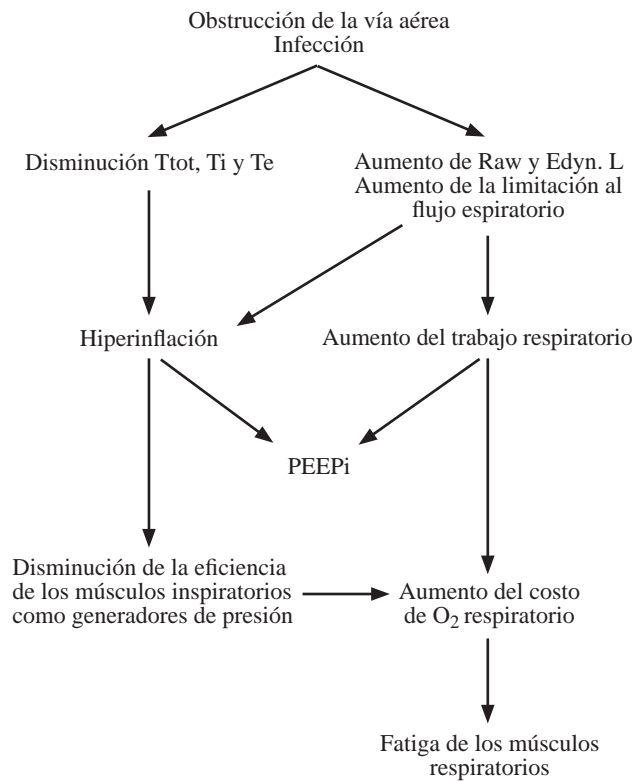 Obstrucción de la vía aérea
Infección
Disminución Ttot, Ti y Te
Aumento de Raw y Edyn. L
Aumento de la limitación al
flujo espiratorio
Hiperinflación
Aumento del trabajo respiratorio
PEEPi
Disminución de la eficiencia
de los músculos inspiratorios
como generadores de presión
Aumento del costo
de O₂ respiratorio
Fatiga de los músculos
respiratorios